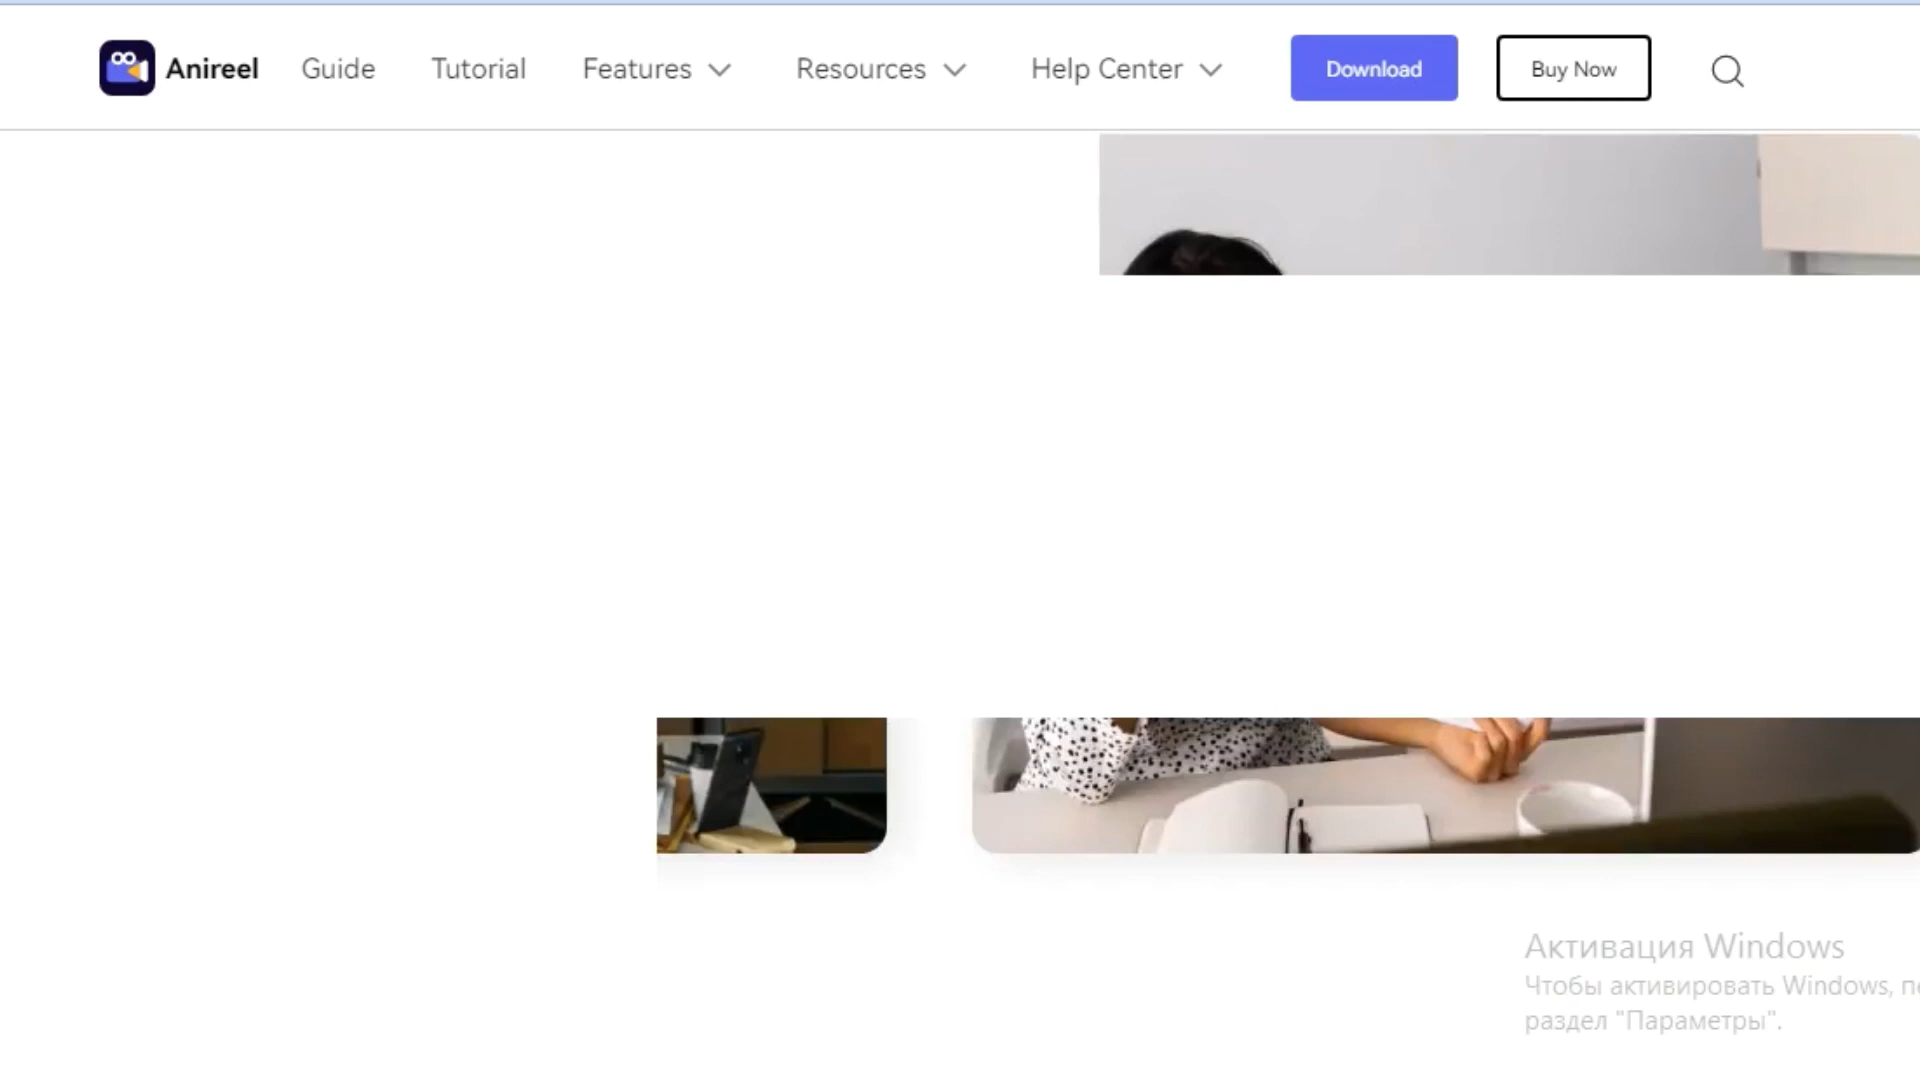 Anireel Guide Tutorial Features Resources Help Center Download Buy Now
Активация Windows
Чтобы активировать Windows,
раздел "Параметры".